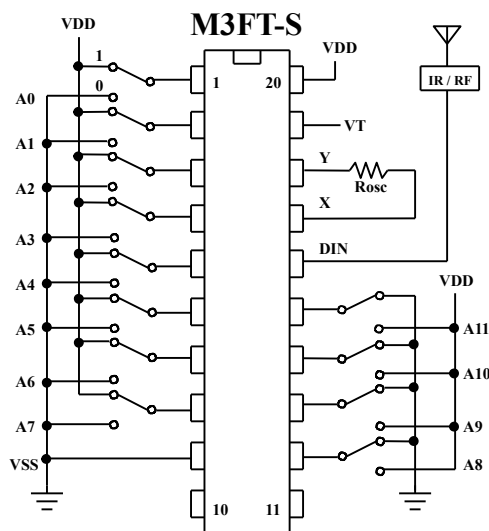 M3FT-S
VDD
VDD
1
1
20
IR / RF
0
A0
VT
A1
Y
Rosc
A2
X
A3
DIN
A4
VDD
A5
A11
A6
A10
A7
A9
VSS
A8
10
11